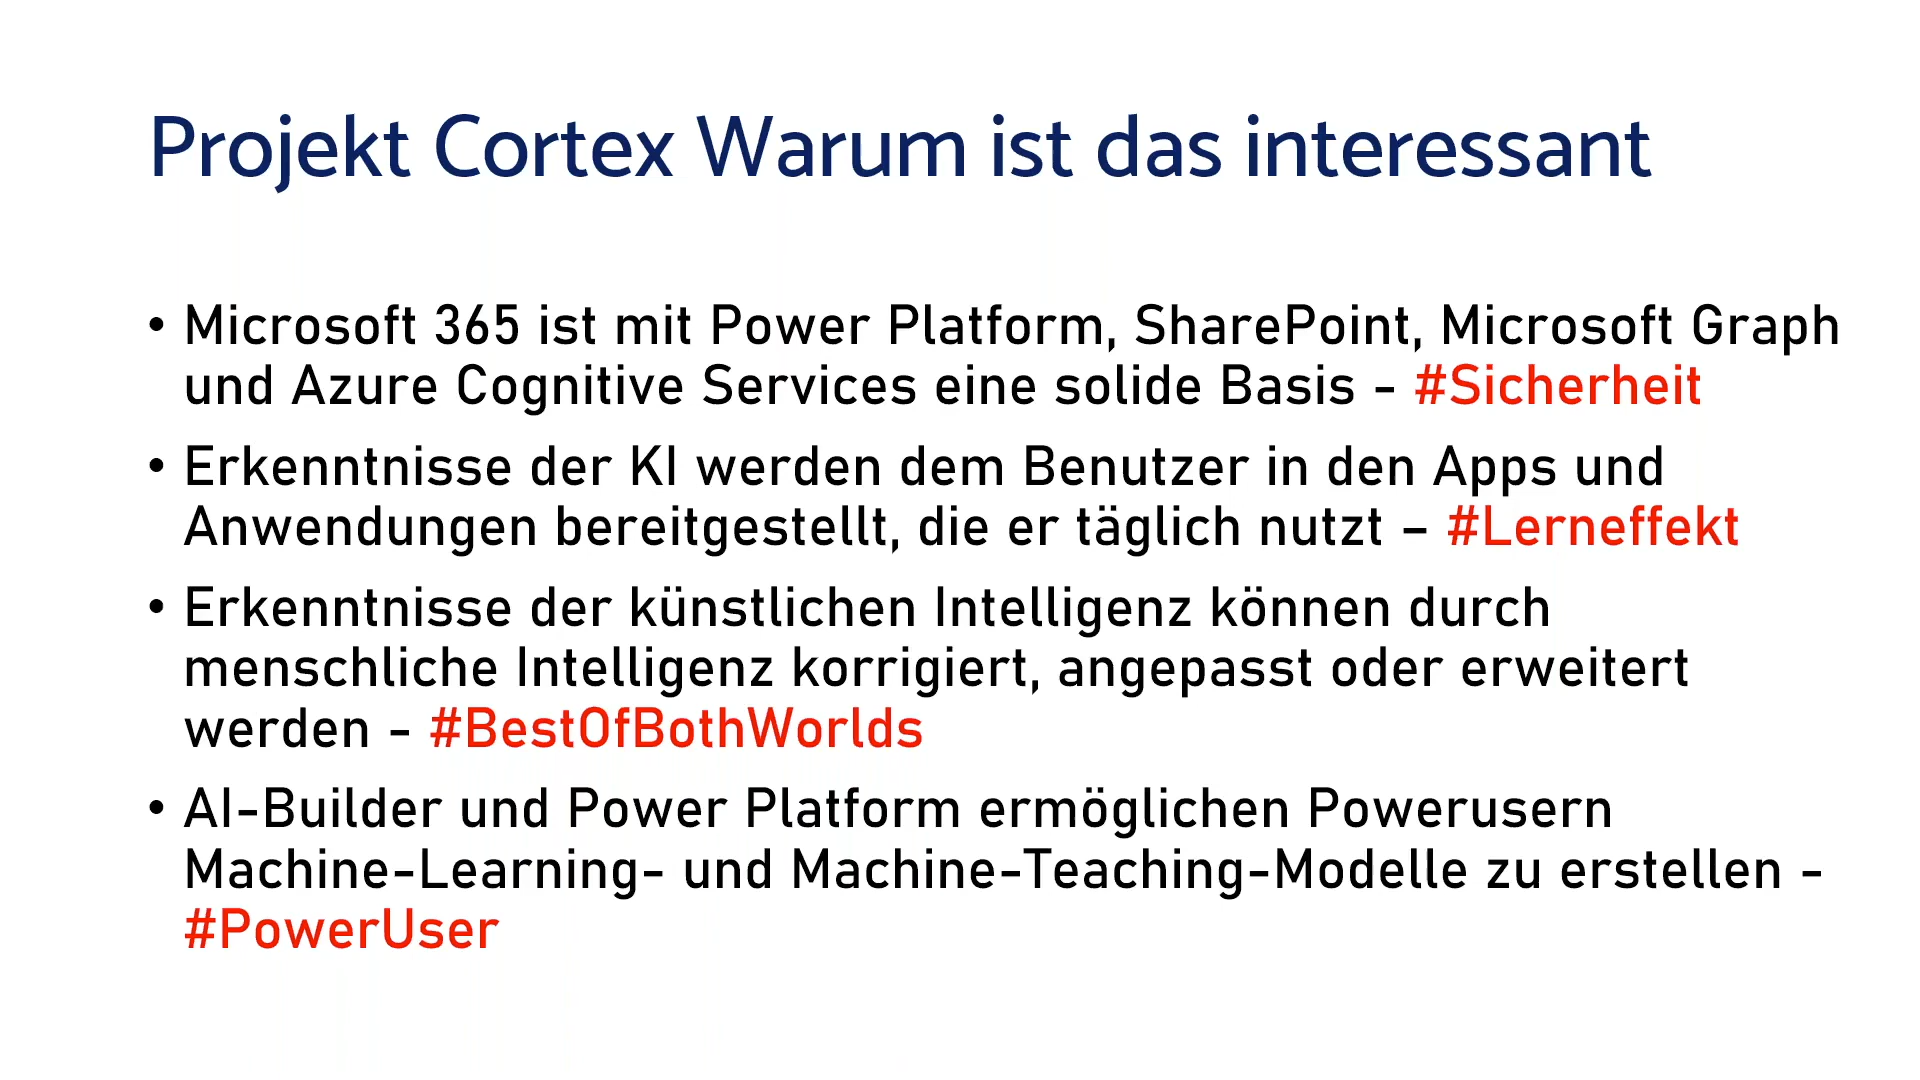 Projekt Cortex Warum ist das interessant
• Microsoft 365 ist mit Power Platform, SharePoint, Microsoft Graph
und Azure Cognitive Services eine solide Basis - #Sicherheit
• Erkenntnisse der KI werden dem Benutzer in den Apps und
Anwendungen bereitgestellt, die er täglich nutzt – #Lerneffekt
• Erkenntnisse der künstlichen Intelligenz können durch
menschliche Intelligenz korrigiert, angepasst oder erweitert
werden - #BestOfBothWorlds
• AI-Builder und Power Platform ermöglichen Powerusern
Machine-Learning- und Machine-Teaching-Modelle zu erstellen -
#PowerUser